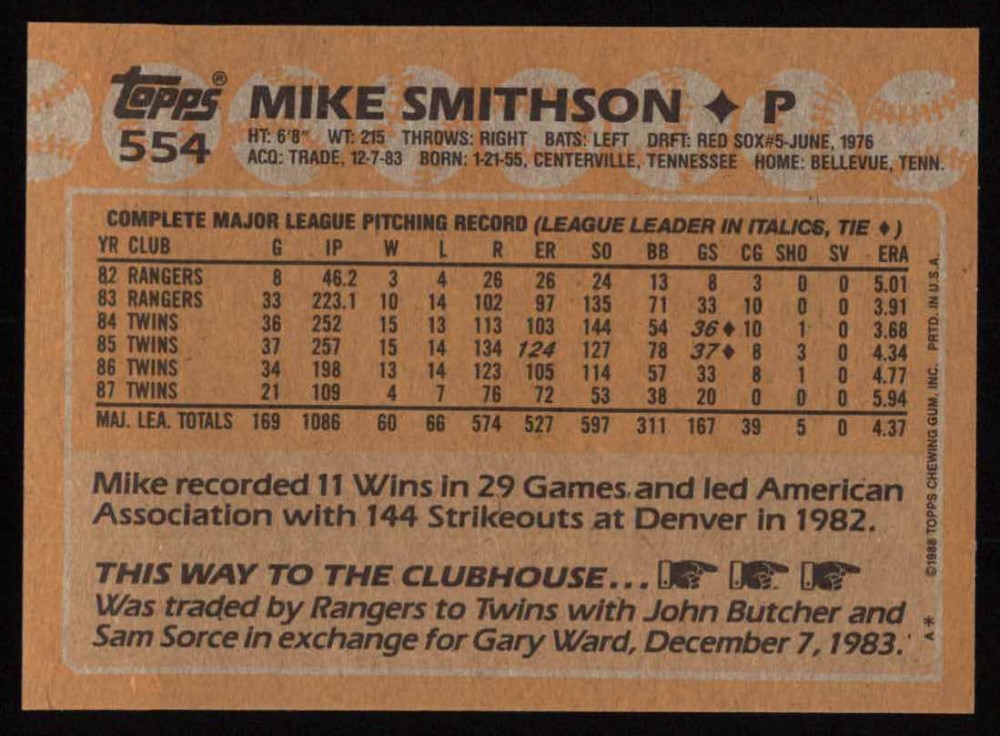 Topps® MIKE SMITHSON ♦ P
554 HT: 6'8" WT: 215 THROWS: RIGHT BATS: LEFT DRFT: RED SOX#5-JUNE, 1976
ACQ: TRADE, 12-7-83 BORN: 1-21-55, CENTERVILLE, TENNESSEE HOME: BELLEVUE, TENN.
COMPLETE MAJOR LEAGUE PITCHING RECORD (LEAGUE LEADER IN ITALICS, TIE ♦)
YR CLUB G IP W L R ER SO BB GS CG SHO SV ERA
82 RANGERS 8 46.2 3 4 26 26 24 13 8 3 0 0 5.01
83 RANGERS 33 223.1 10 14 102 97 135 71 33 10 0 0 3.91
84 TWINS 36 252 15 13 113 103 144 54 36♦ 10 1 0 3.68
85 TWINS 37 257 15 14 134 124 127 78 37♦ 8 3 0 4.34
86 TWINS 34 198 13 14 123 105 114 57 33 8 1 0 4.77
87 TWINS 21 109 4 7 76 72 53 38 20 0 0 0 5.94
MAJ. LEA. TOTALS 169 1086 60 66 574 527 597 311 167 39 5 0 4.37
Mike recorded 11 Wins in 29 Games and led American
Association with 144 Strikeouts at Denver in 1982.
THIS WAY TO THE CLUBHOUSE...
Was traded by Rangers to Twins with John Butcher and
Sam Sorce in exchange for Gary Ward, December 7, 1983.
A* ©1988 TOPPS CHEWING GUM, INC. PRTD. IN U.S.A.